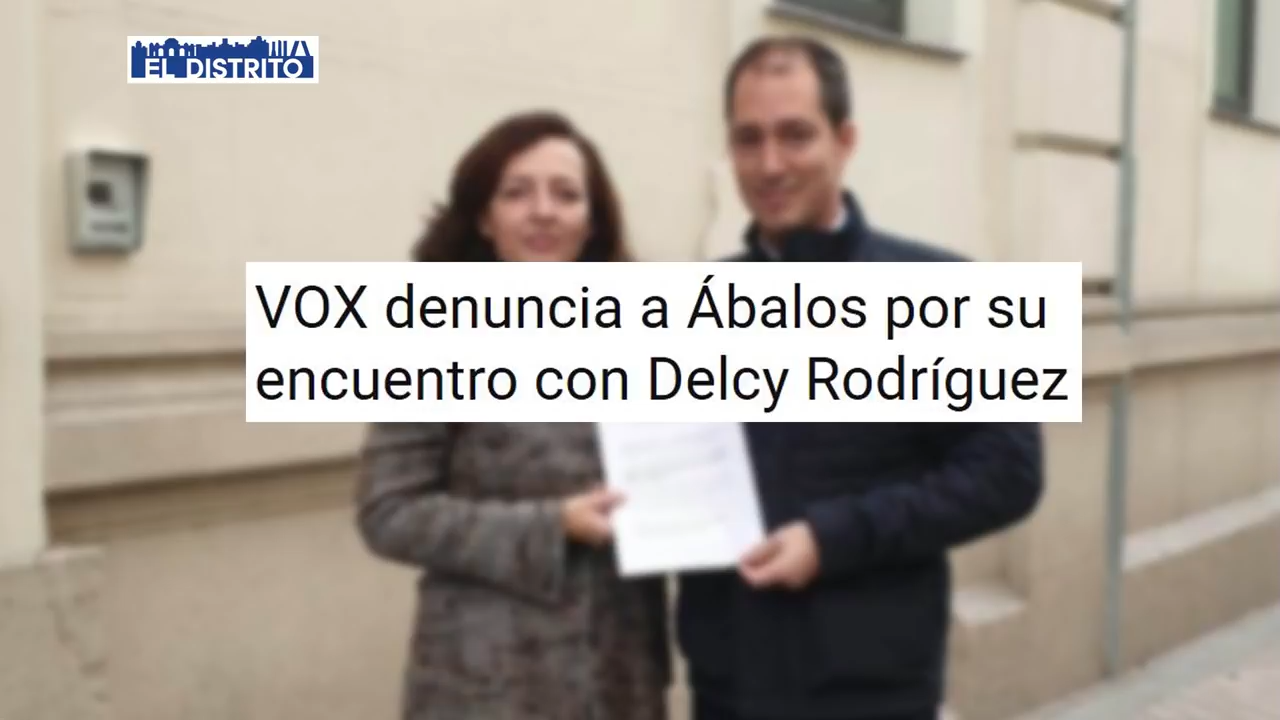 EL DISTRITO
VOX denuncia a Ábalos por su
encuentro con Delcy Rodríguez